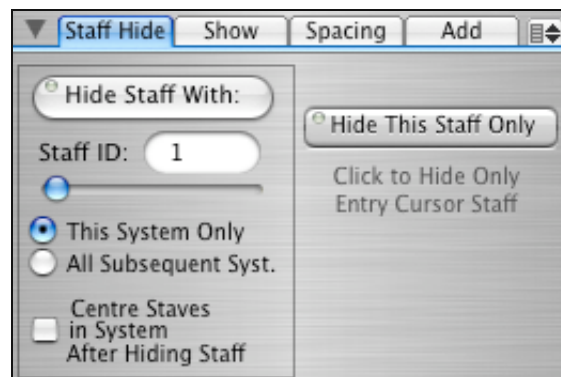 Staff Hide Show Spacing Add
Hide Staff With:
Staff ID: 1
This System Only
All Subsequent Syst.
Centre Staves
in System
After Hiding Staff
Hide This Staff Only
Click to Hide Only
Entry Cursor Staff